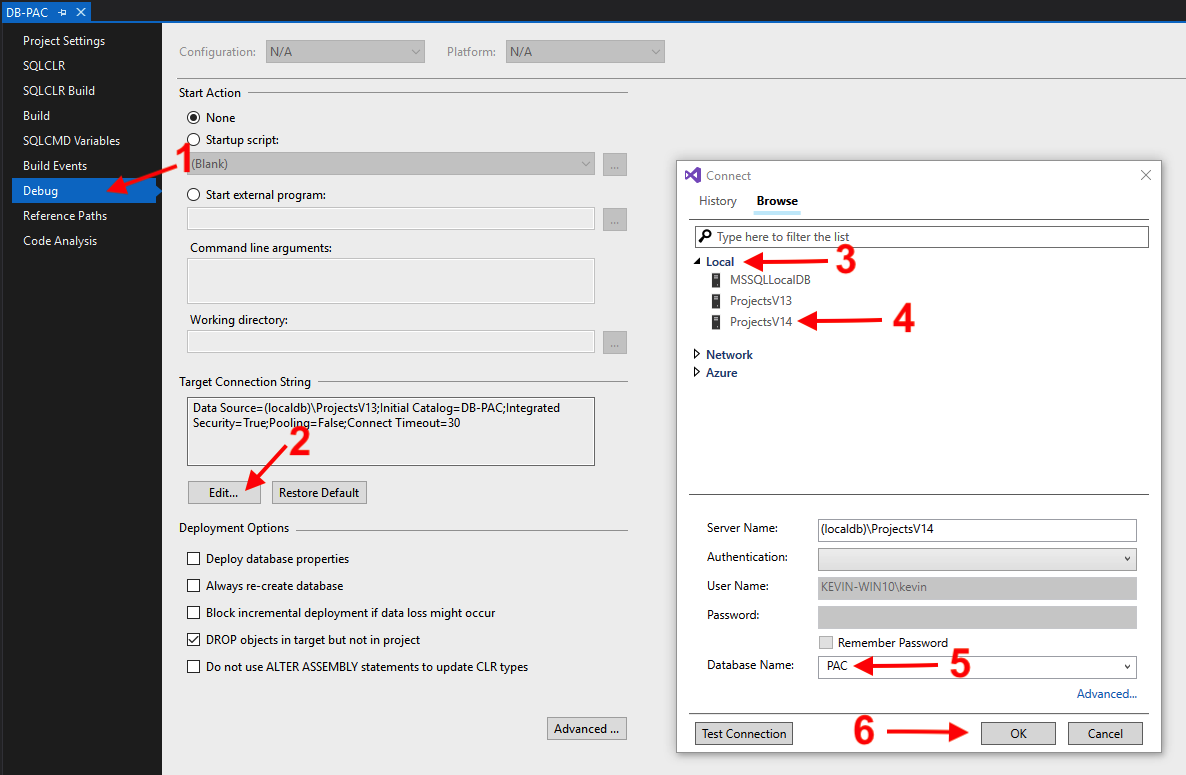 DB-PAC
Project Settings
SQLCLR
SQLCLR Build
Build
SQLCMD Variables
Build Events
Debug
Reference Paths
Code Analysis
1
Configuration: N/A Platform: N/A
Start Action
None
Startup script:
(Blank)
...
Start external program:
...
Command line arguments:
Working directory:
...
Target Connection String
Data Source=(localdb)\ProjectsV13;Initial Catalog=DB-PAC;Integrated
Security=True;Pooling=False;Connect Timeout=30
2
Edit... Restore Default
Deployment Options
Deploy database properties
Always re-create database
Block incremental deployment if data loss might occur
DROP objects in target but not in project
Do not use ALTER ASSEMBLY statements to update CLR types
Advanced ...
Connect
History Browse
Type here to filter the list
Local 3
MSSQLLocalDB
ProjectsV13
ProjectsV14 4
Network
Azure
Server Name: (localdb)\ProjectsV14
Authentication:
User Name: KEVIN-WIN10\kevin
Password:
Remember Password
Database Name: PAC 5
Advanced...
Test Connection 6 OK Cancel